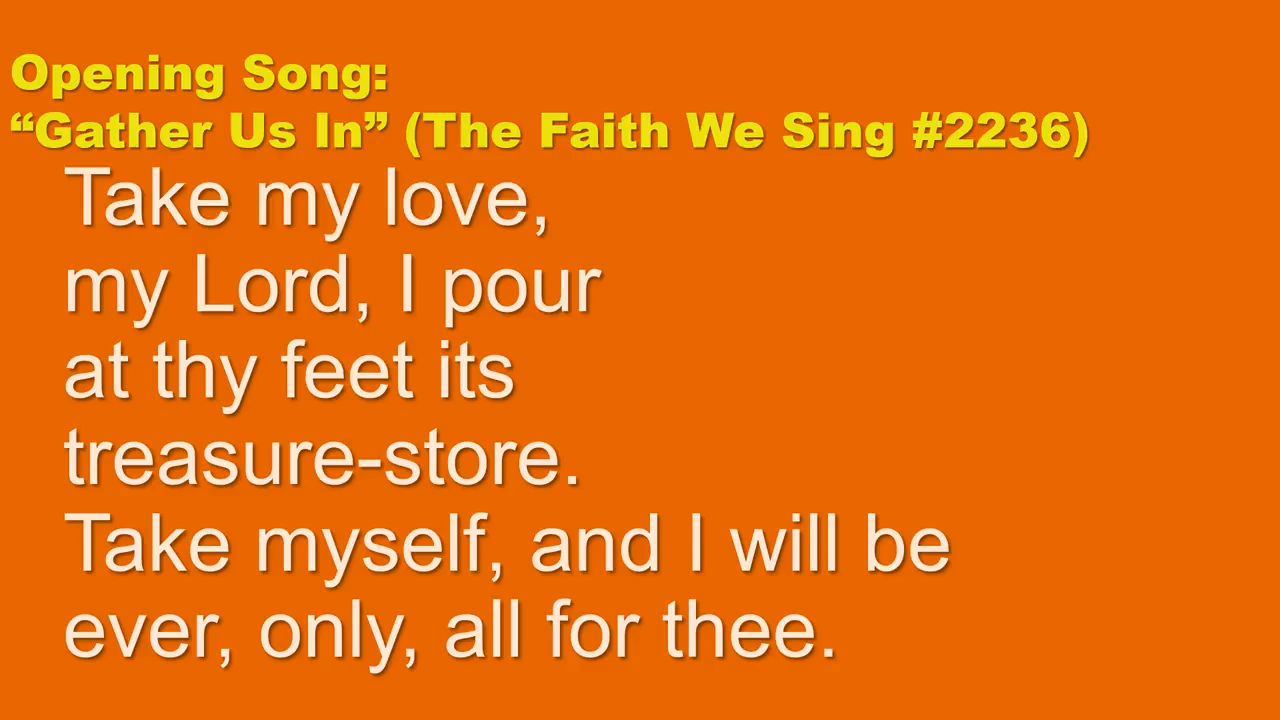 Opening Song:
“Gather Us In” (The Faith We Sing #2236)
Take my love,
my Lord, I pour
at thy feet its
treasure-store.
Take myself, and I will be
ever, only, all for thee.